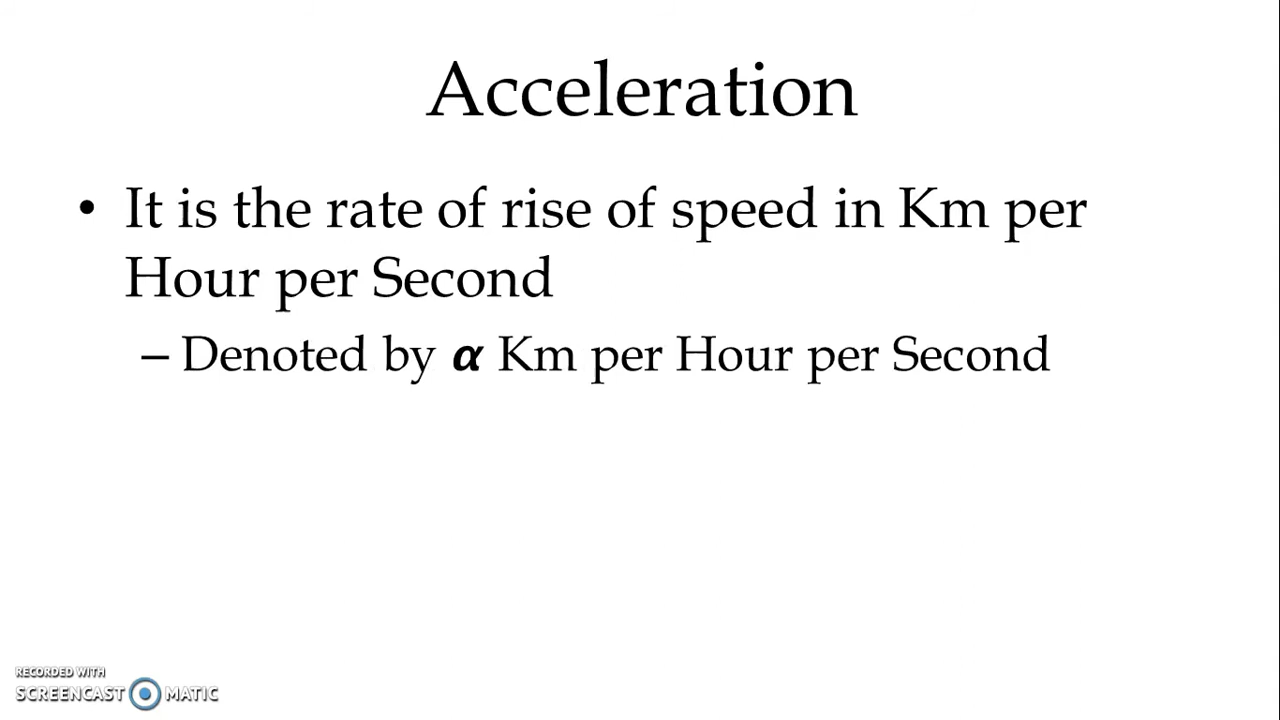 Acceleration
• It is the rate of rise of speed in Km per
Hour per Second
– Denoted by α Km per Hour per Second
RECORDED WITH
SCREENCAST MATIC